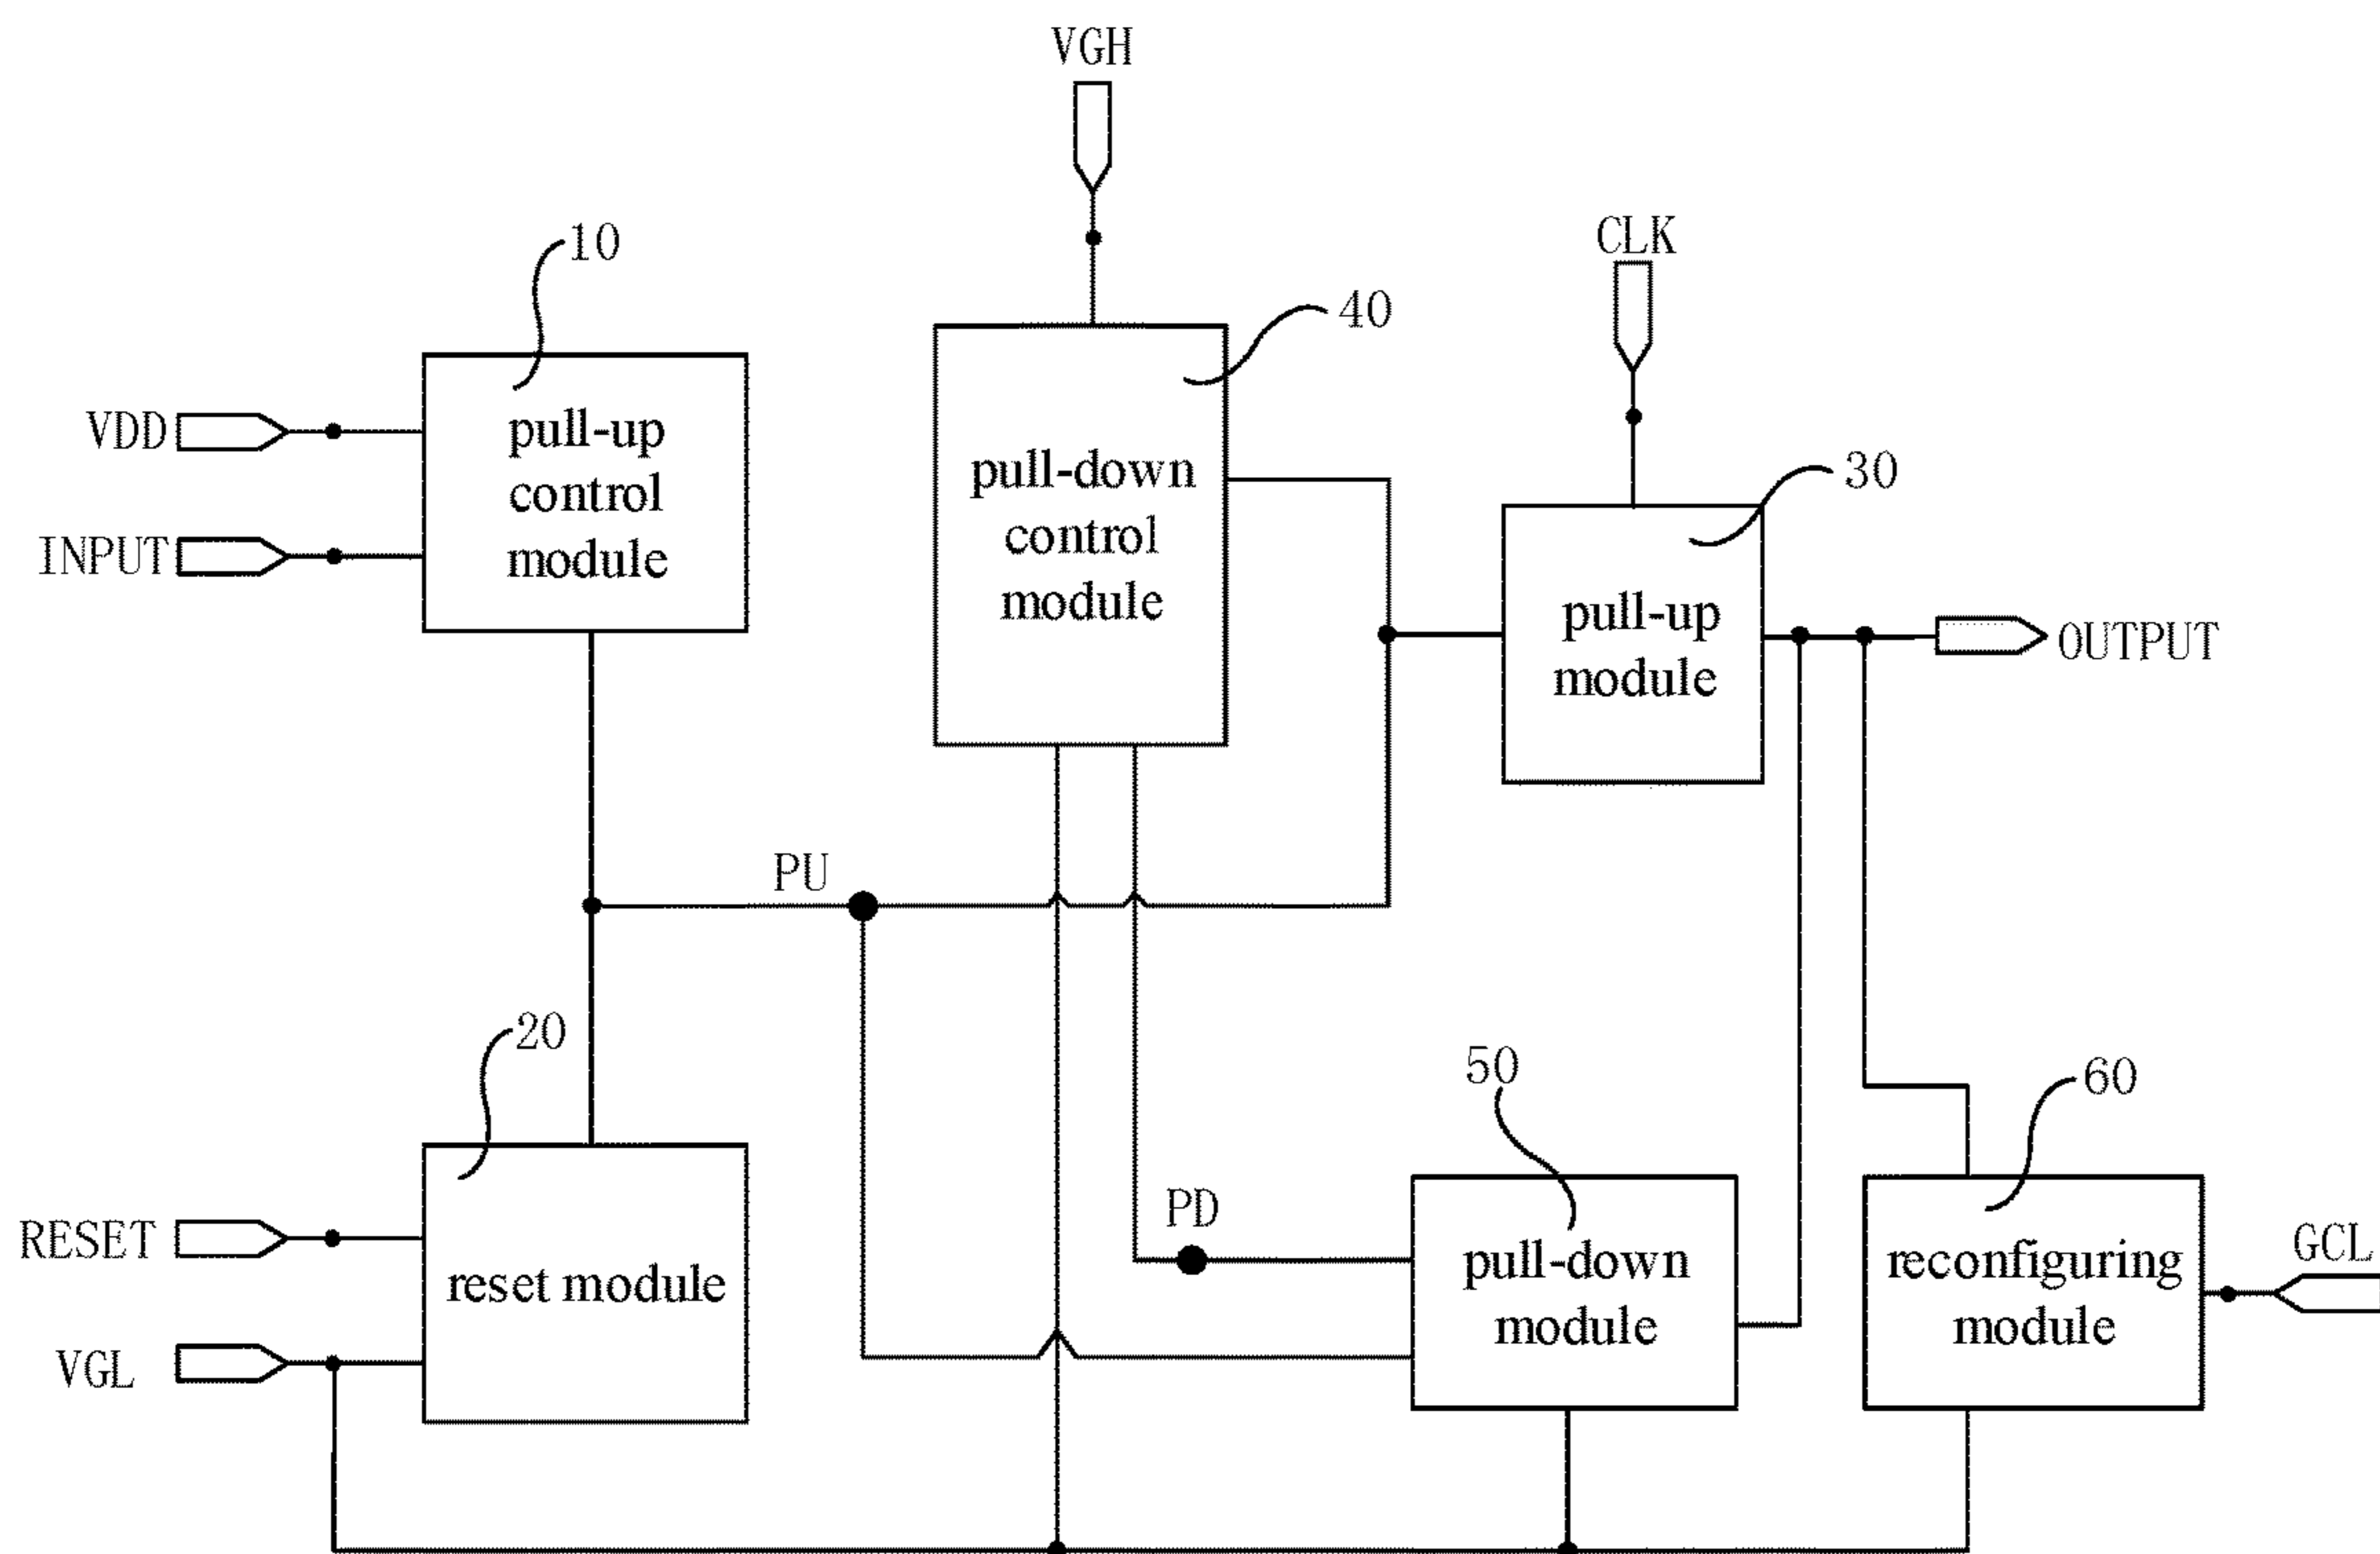 VGH
CLK
10
40
VDD
pull-up
control
module
INPUT
pull-down
control
module
30
pull-up
module
OUTPUT
PU
20
50
60
RESET
reset module
VGL
PD
pull-down
module
reconfiguring
module
GCL